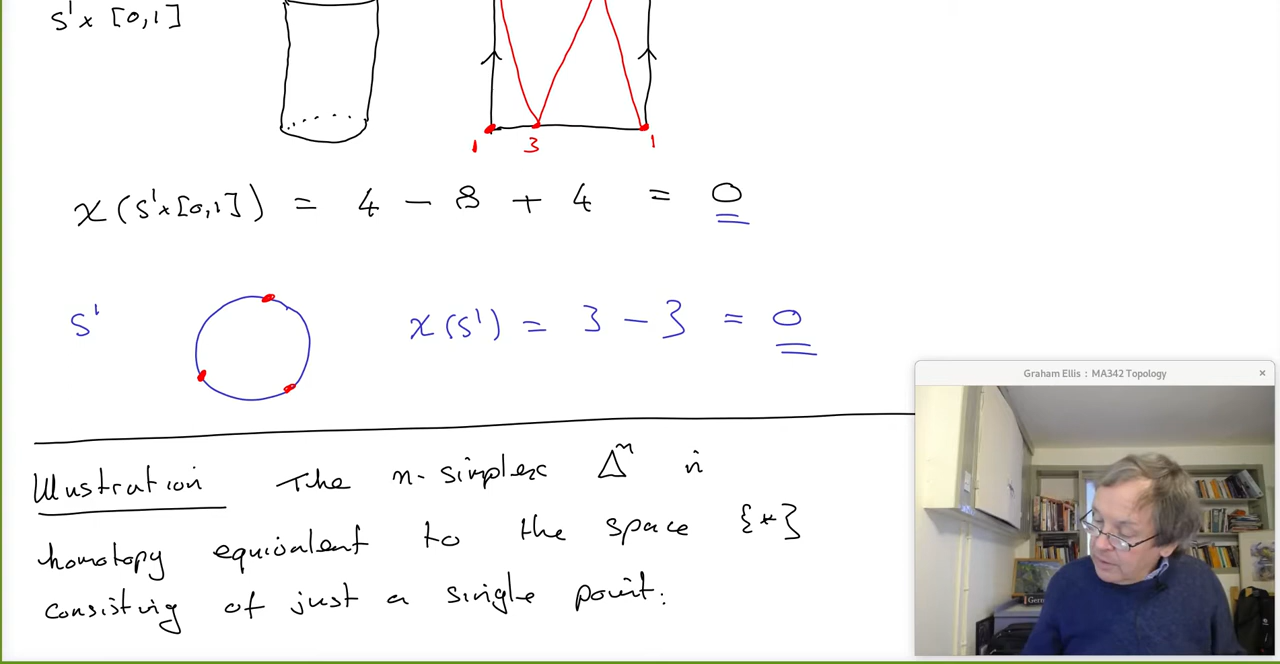 S¹ x [0,1]
1 3 1
χ(S¹x[0,1]) = 4 - 8 + 4 = 0
S¹ χ(S¹) = 3 - 3 = 0
Graham Ellis : MA342 Topology ×
Illustration The n-simplex Δⁿ is
homotopy equivalent to the space {*}
consisting of just a single point.